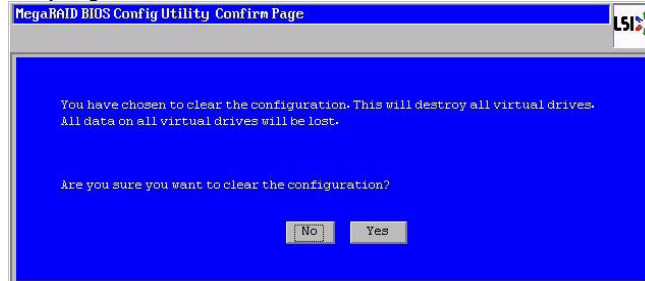 MegaRAID BIOS Config Utility Confirm Page
LSI
You have chosen to clear the configuration. This will destroy all virtual drives.
All data on all virtual drives will be lost.
Are you sure you want to clear the configuration?
No
Yes